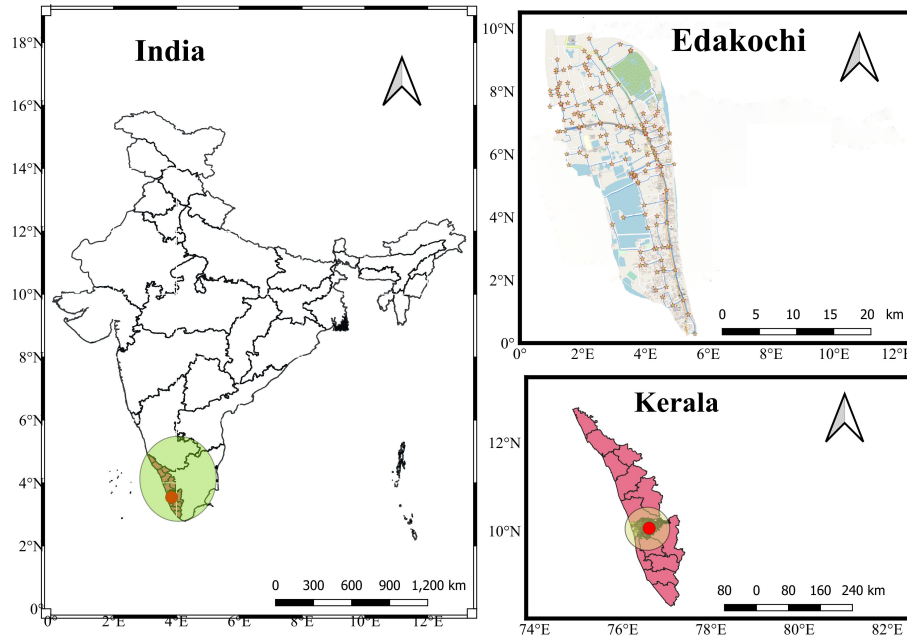 India
18°N
16°N
14°N
12°N
10°N
8°N
6°N
4°N
2°N
0°
0°
2°E
4°E
6°E
8°E
10°E
12°E
0 300 600 900 1,200 km
Edakochi
10°N
8°N
6°N
4°N
2°N
0°
0°
2°E
4°E
6°E
8°E
10°E
12°E
0 5 10 15 20 km
Kerala
12°N
10°N
74°E
76°E
78°E
80°E
82°E
80 0 80 160 240 km